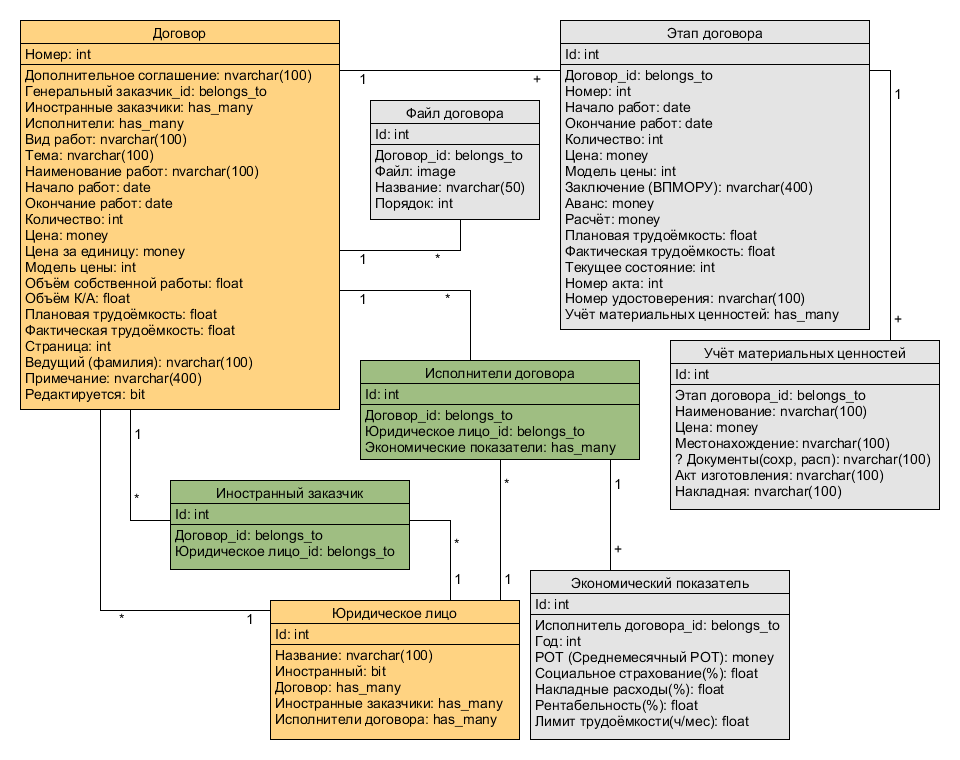 Договор
Номер: int
Дополнительное соглашение: nvarchar(100)
Генеральный заказчик_id: belongs_to
Иностранные заказчики: has_many
Исполнители: has_many
Вид работ: nvarchar(100)
Тема: nvarchar(100)
Наименование работ: nvarchar(100)
Начало работ: date
Окончание работ: date
Количество: int
Цена: money
Цена за единицу: money
Модель цены: int
Объём собственной работы: float
Объём К/А: float
Плановая трудоёмкость: float
Фактическая трудоёмкость: float
Страница: int
Ведущий (фамилия): nvarchar(100)
Примечание: nvarchar(400)
Редактируется: bit
1
+
Файл договора
Id: int
Договор_id: belongs_to
Файл: image
Название: nvarchar(50)
Порядок: int
1
*
1
*
Этап договора
Id: int
Договор_id: belongs_to
Номер: int
Начало работ: date
Окончание работ: date
Количество: int
Цена: money
Модель цены: int
Заключение (ВПМОРУ): nvarchar(400)
Аванс: money
Расчёт: money
Плановая трудоёмкость: float
Фактическая трудоёмкость: float
Текущее состояние: int
Номер акта: int
Номер удостоверения: nvarchar(100)
Учёт материальных ценностей: has_many
1
+
Учёт материальных ценностей
Id: int
Этап договора_id: belongs_to
Наименование: nvarchar(100)
Цена: money
Местонахождение: nvarchar(100)
? Документы(сохр, расп): nvarchar(100)
Акт изготовления: nvarchar(100)
Накладная: nvarchar(100)
Исполнители договора
Id: int
Договор_id: belongs_to
Юридическое лицо_id: belongs_to
Экономические показатели: has_many
1
*
Иностранный заказчик
Id: int
Договор_id: belongs_to
Юридическое лицо_id: belongs_to
*
1
*
1
1
+
*
1
Юридическое лицо
Id: int
Название: nvarchar(100)
Иностранный: bit
Договор: has_many
Иностранные заказчики: has_many
Исполнители договора: has_many
Экономический показатель
Id: int
Исполнитель договора_id: belongs_to
Год: int
РОТ (Среднемесячный РОТ): money
Социальное страхование(%): float
Накладные расходы(%): float
Рентабельность(%): float
Лимит трудоёмкости(ч/мес): float